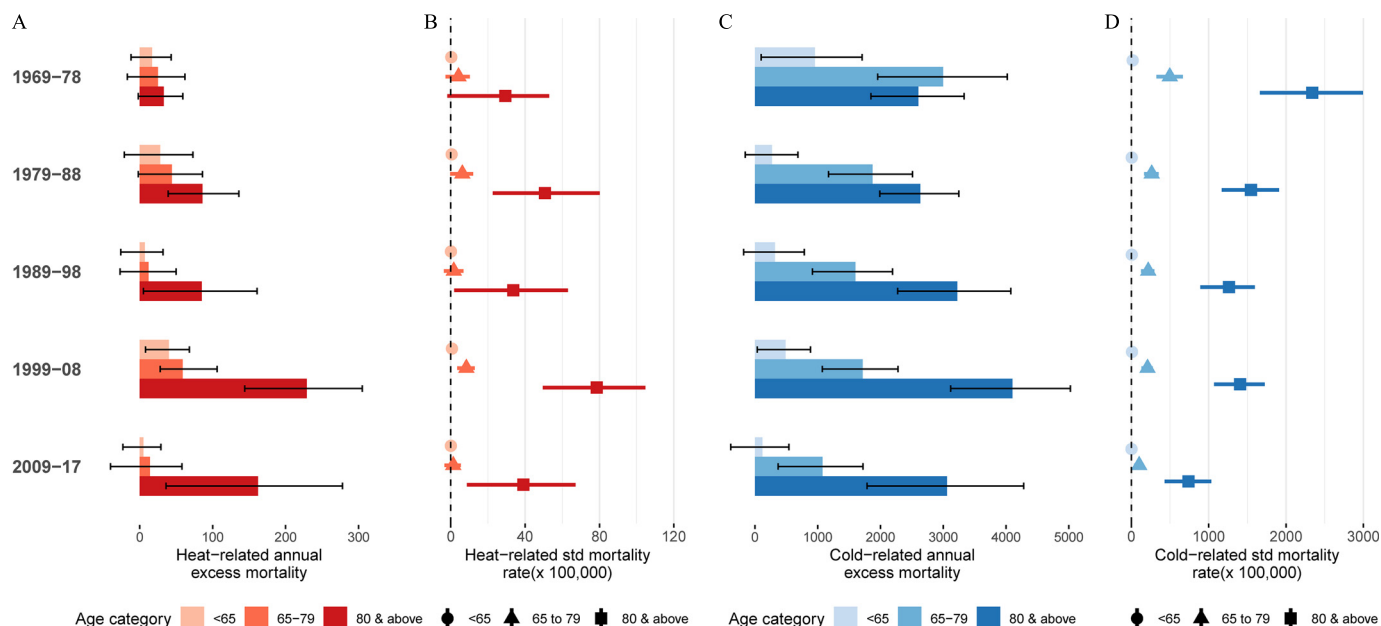 A
B
C
D
1969−78
1979−88
1989−98
1999−08
2009−17
0 100 200 300
0 40 80 120
0 1000 2000 3000 4000 5000
0 1000 2000 3000
Heat−related annual
excess mortality
Heat−related std mortality
rate(x 100,000)
Cold−related annual
excess mortality
Cold−related std mortality
rate(x 100,000)
Age category <65 65−79 80 & above <65 65 to 79 80 & above
Age category <65 65−79 80 & above <65 65 to 79 80 & above